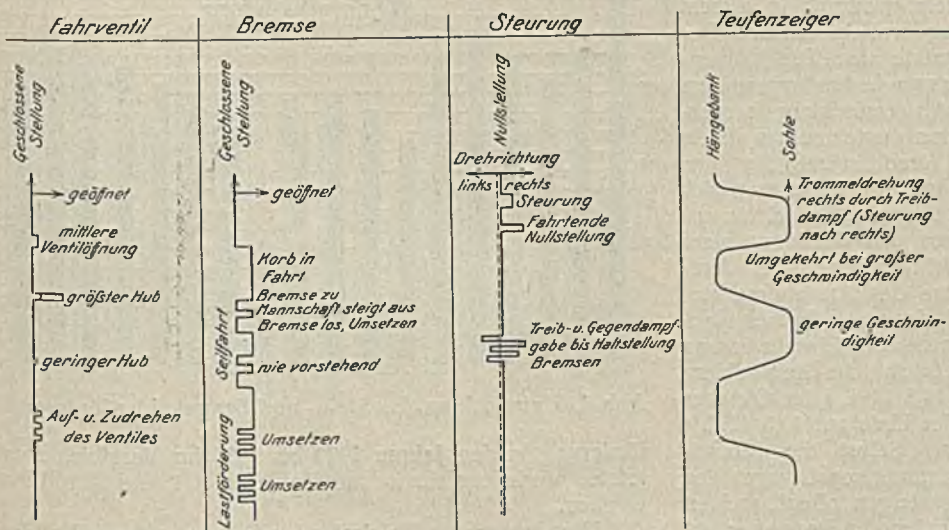 Fahrventil
Bremse
Steurung
Teufenzeiger
Geschlossene
Stellung
geöffnet
mittlere
Ventilöffnung
größter Hub
geringer Hub
Auf- u. Zudrehen
des Ventiles
Geschlossene
Stellung
geöffnet
Korb in
Fahrt
Bremse zu
Mannschaft steigt aus
Bremse los, Umsetzen
Seilfahrt
wie vorstehend
Lastförderung
Umsetzen
Umsetzen
Nullstellung
Drehrichtung
links rechts
Steurung
Fahrtende
Nullstellung
Treib- u. Gegendampf-
gabe bis Haltstellung
Bremsen
Hängebank
Sohle
Trommeldrehung
rechts durch Treib-
dampf (Steurung
nach rechts)
Umgekehrt bei großer
Geschwindigkeit
geringe Geschwin-
digkeit